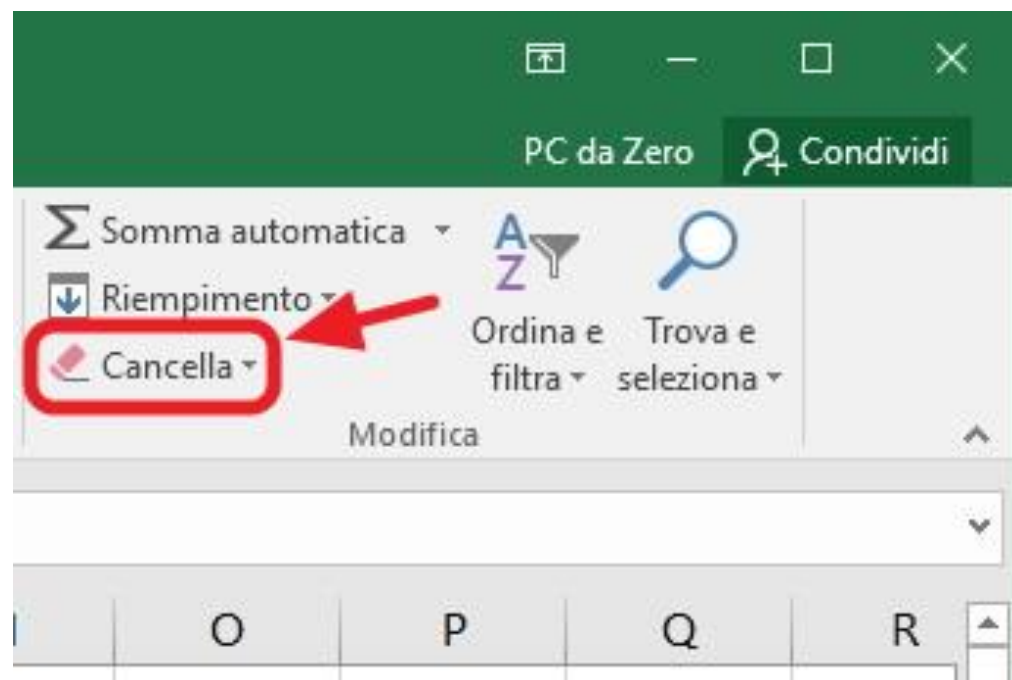 PC da Zero Condividi
Somma automatica
Riempimento
Cancella
Ordina e
filtra
Trova e
seleziona
Modifica
O P Q R